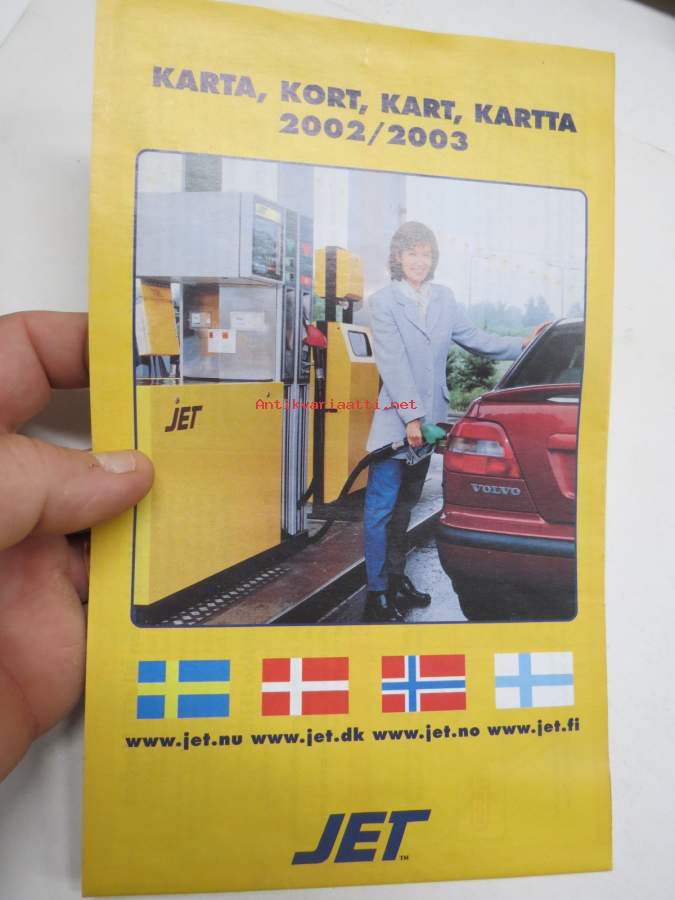 KARTA, KORT, KART, KARTTA
2002/2003
JET
Antikvariaatti.net
VOLVO
www.jet.nu www.jet.dk www.jet.no www.jet.fi
JET™